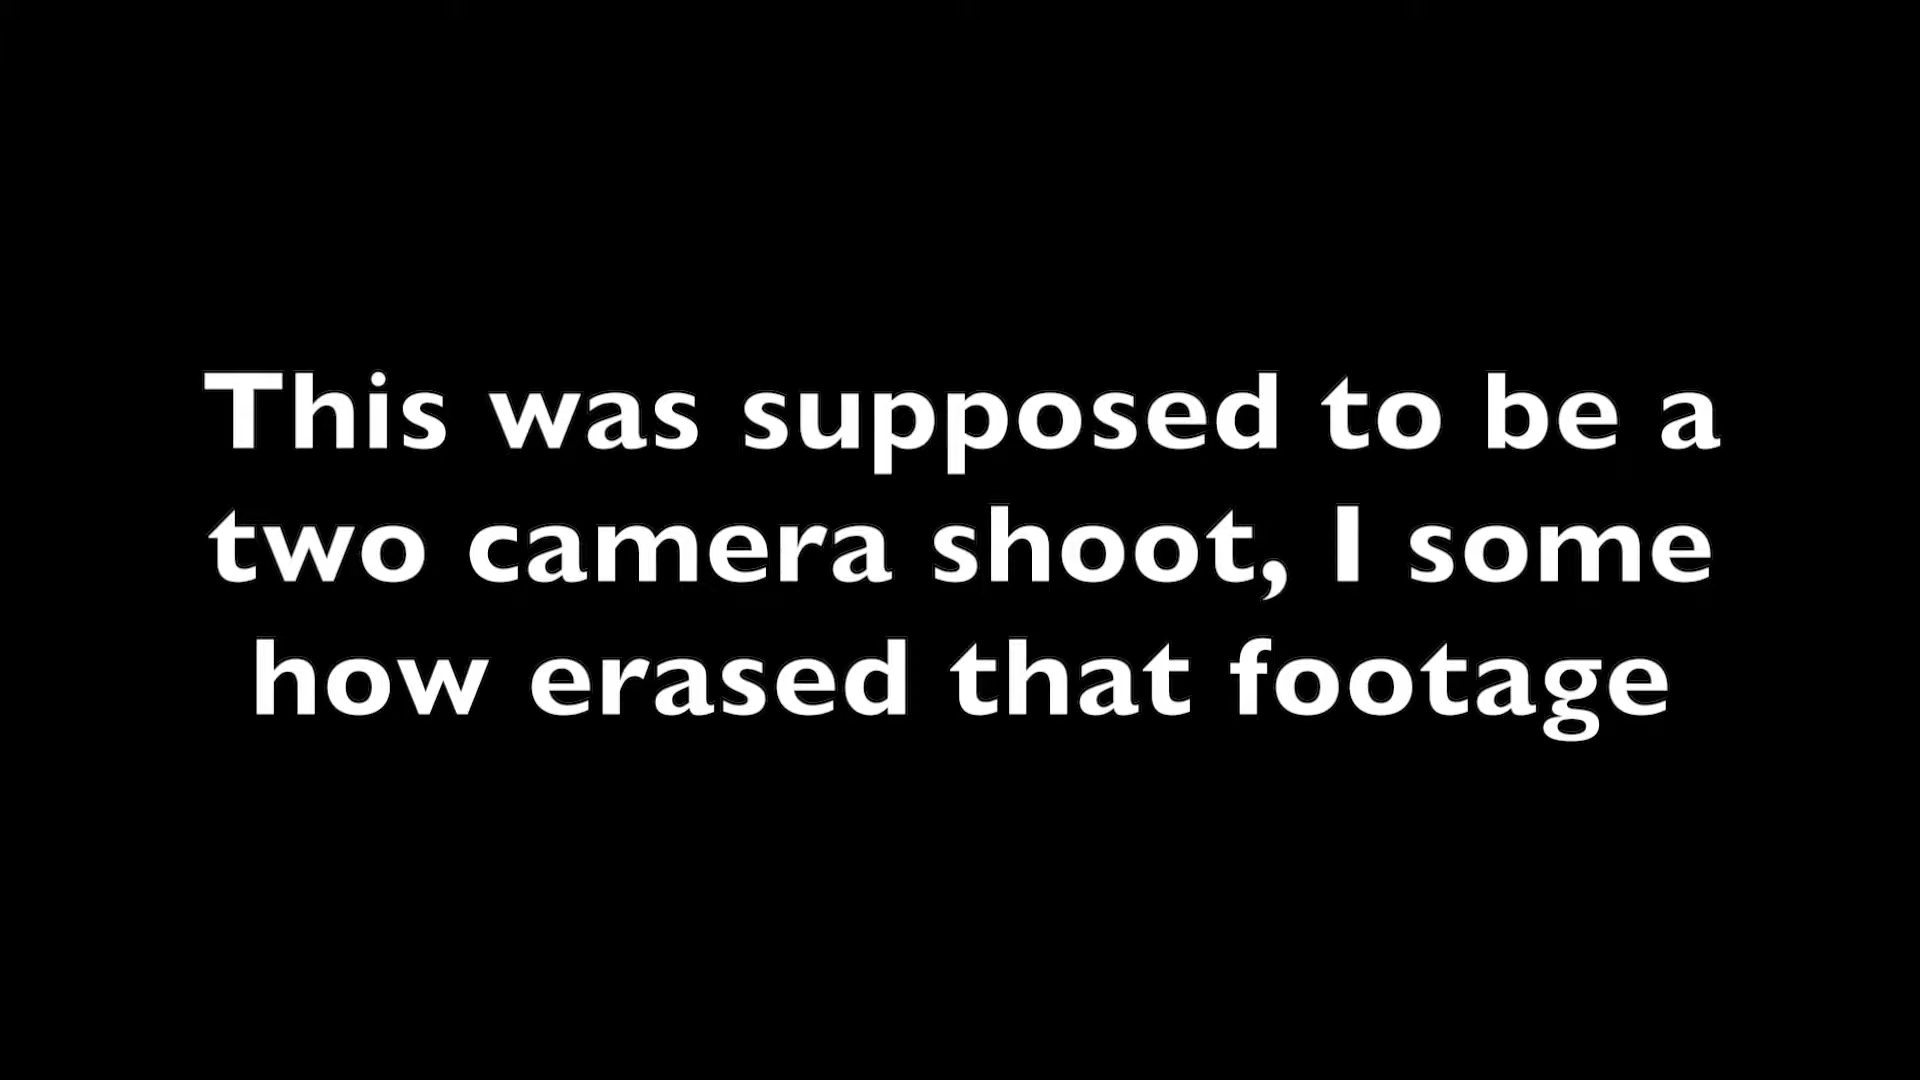 This was supposed to be a
two camera shoot, I some
how erased that footage